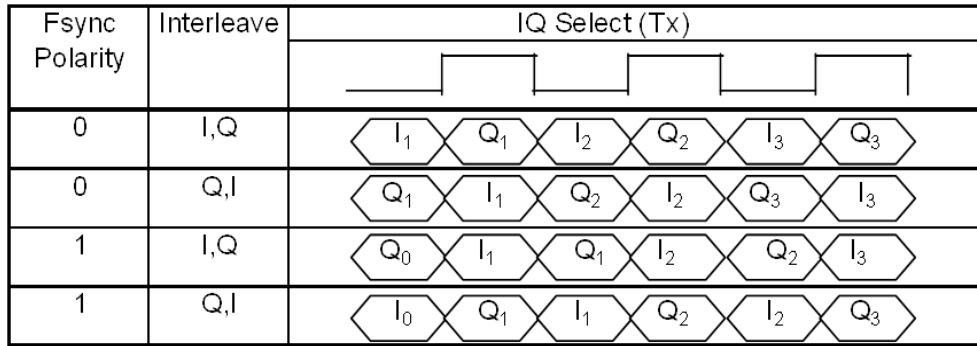 Fsync Polarity Interleave IQ Select (Tx)
0 I,Q I₁ Q₁ I₂ Q₂ I₃ Q₃
0 Q,I Q₁ I₁ Q₂ I₂ Q₃ I₃
1 I,Q Q₀ I₁ Q₁ I₂ Q₂ I₃
1 Q,I I₀ Q₁ I₁ Q₂ I₂ Q₃